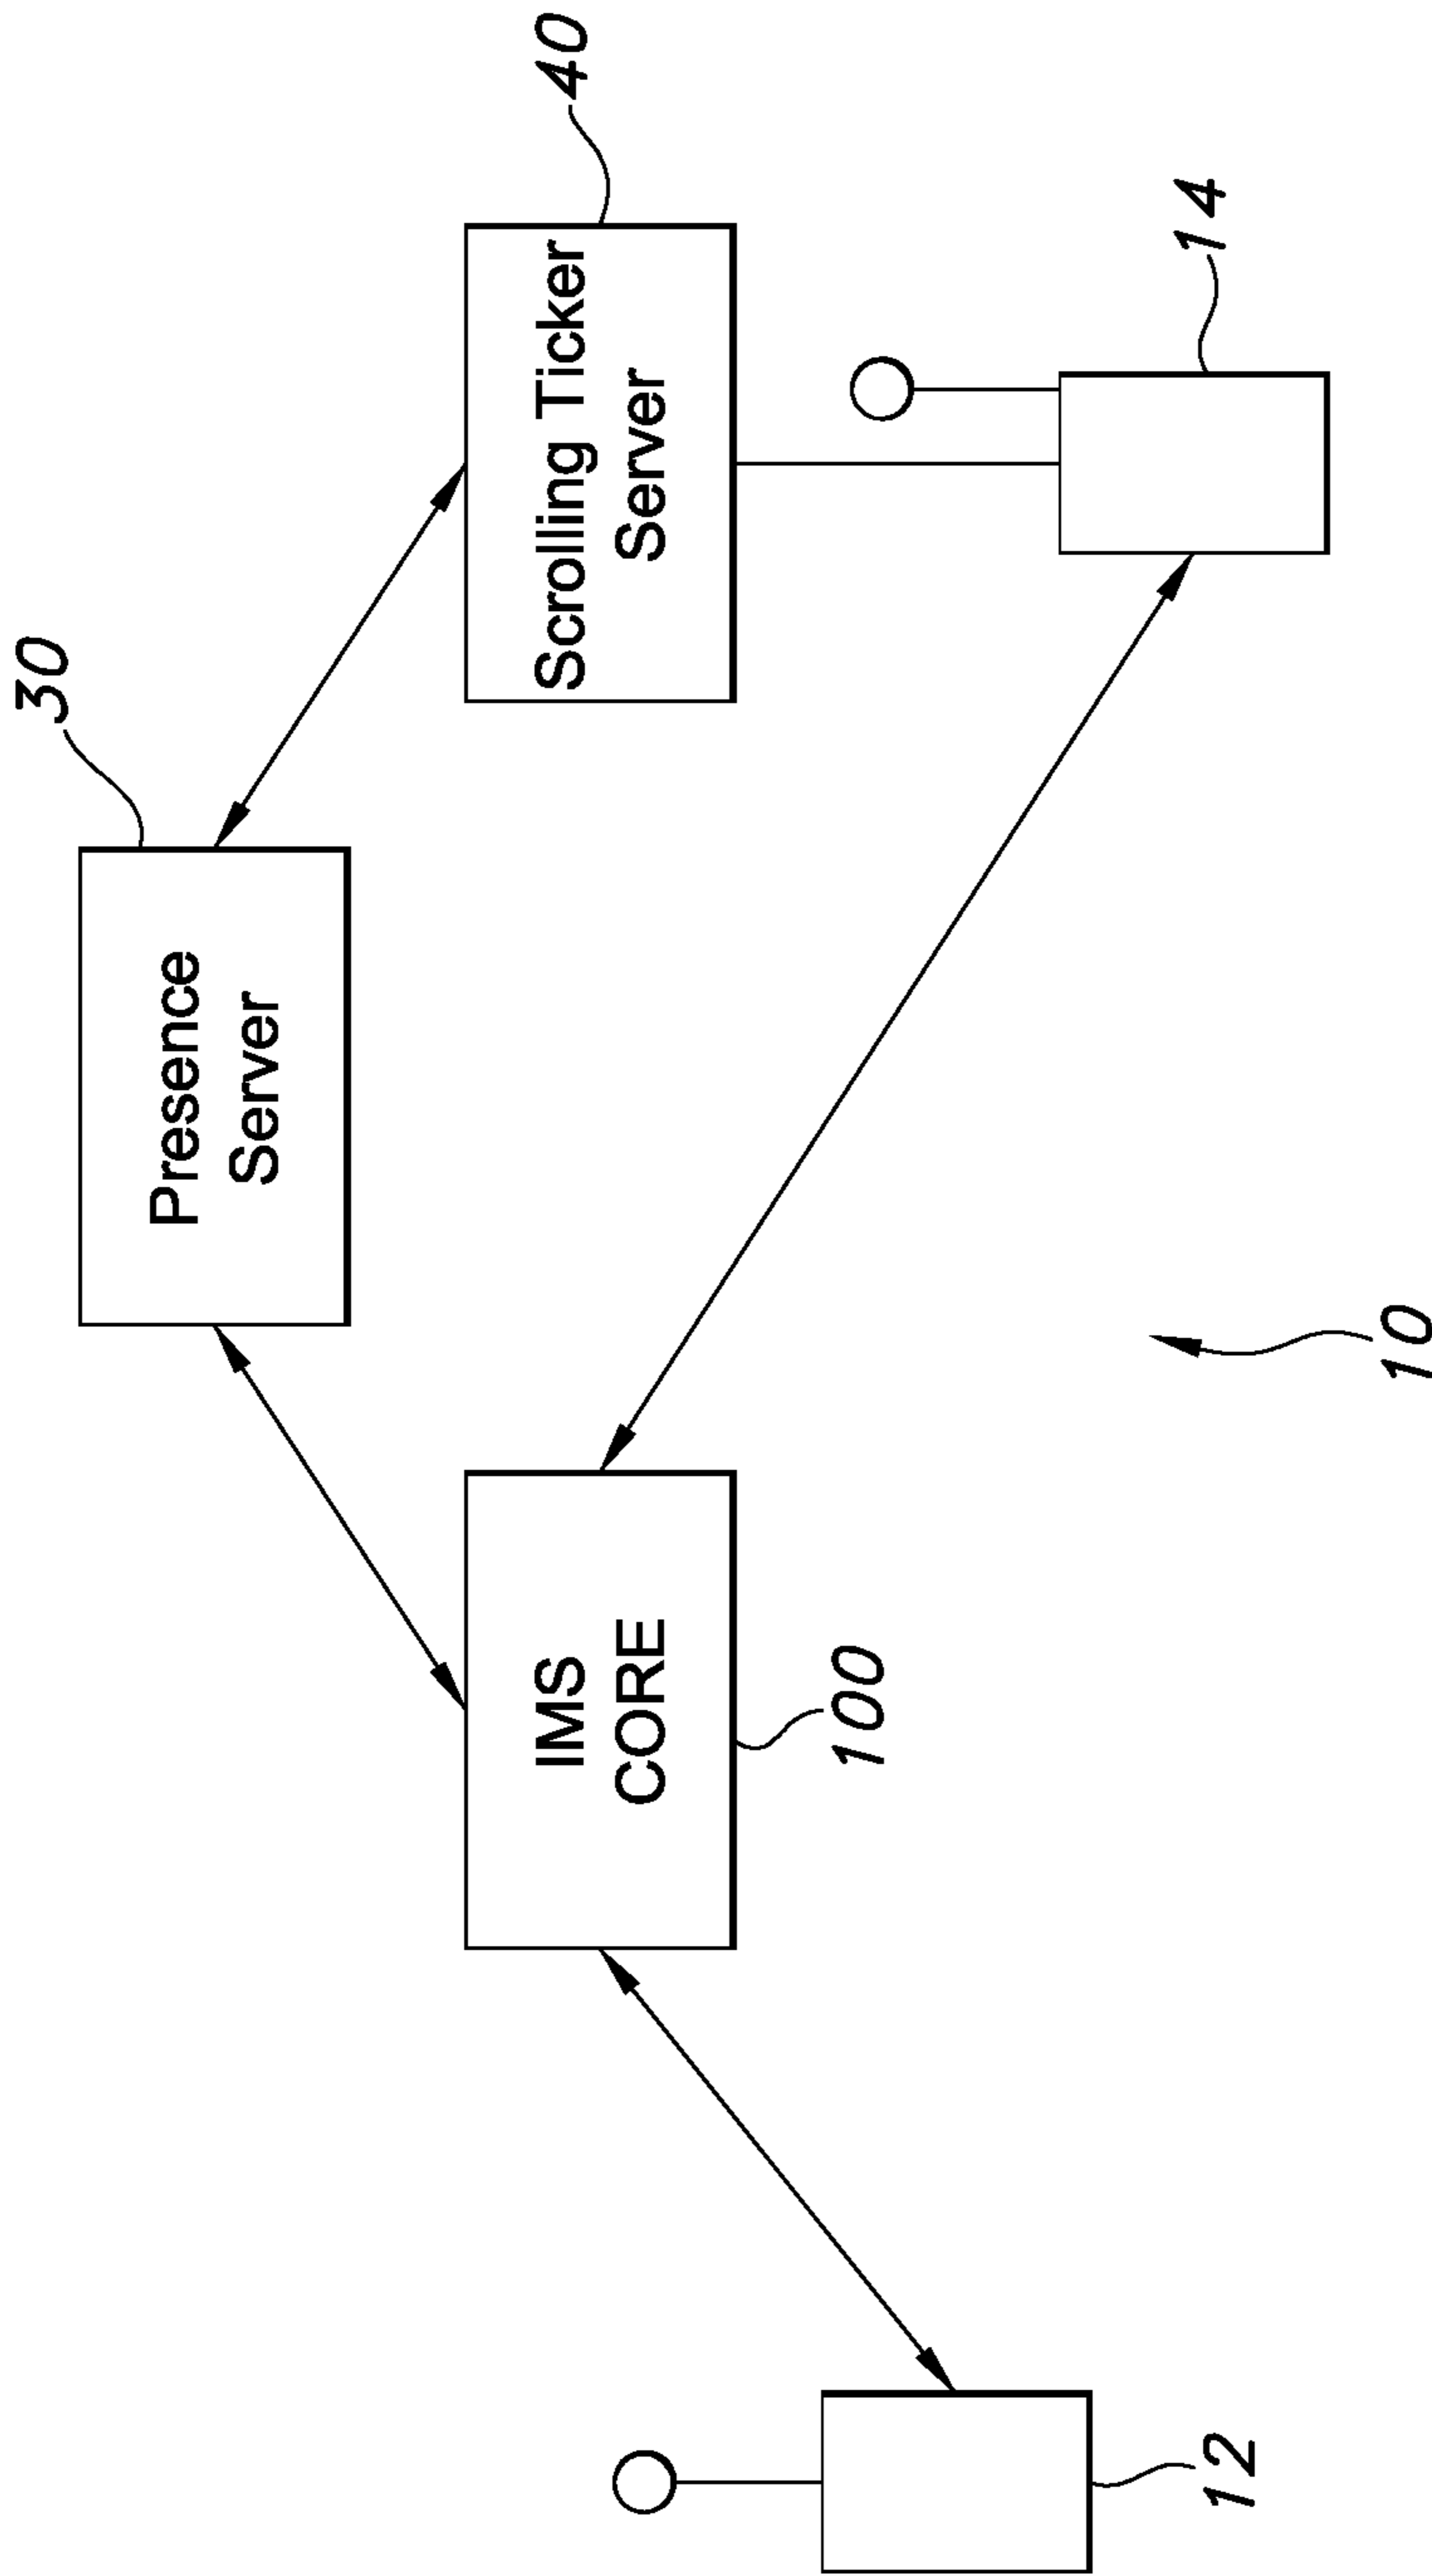 30
Presence
Server
40
Scrolling Ticker
Server
IMS
CORE
100
14
12
10